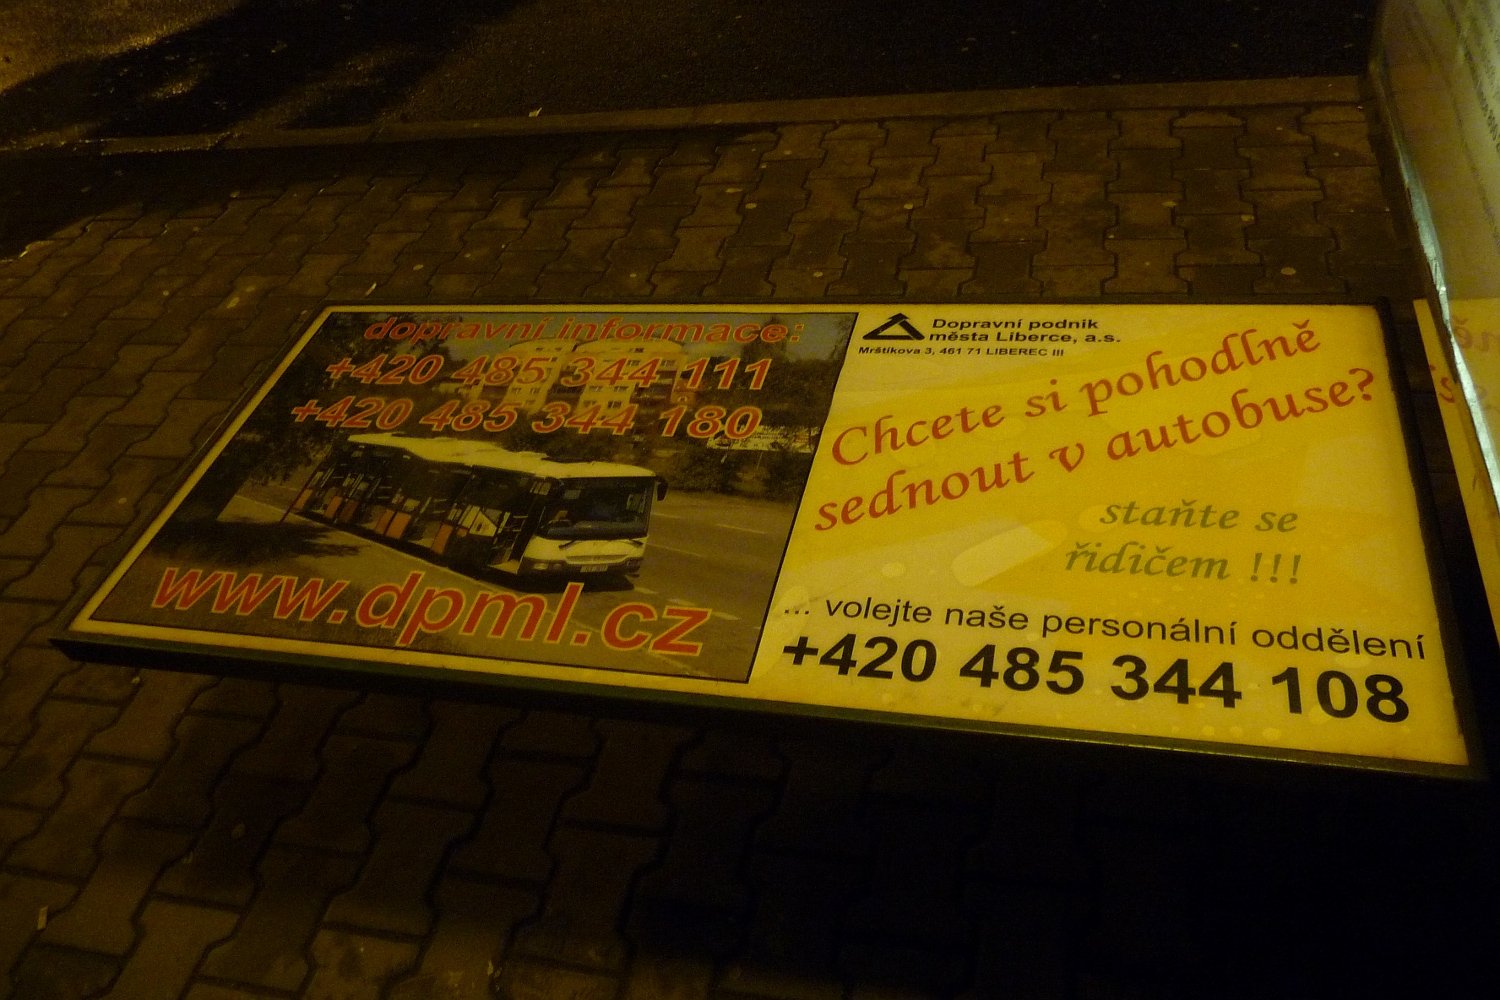 dopravní informace:
+420 485 344 111
+420 485 344 180
www.dpml.cz
Dopravní podnik
města Liberce, a.s.
Mrštíkova 3, 461 71 LIBEREC III
Chcete si pohodlně
sednout v autobuse?
staňte se
řidičem !!!
... volejte naše personální oddělení
+420 485 344 108